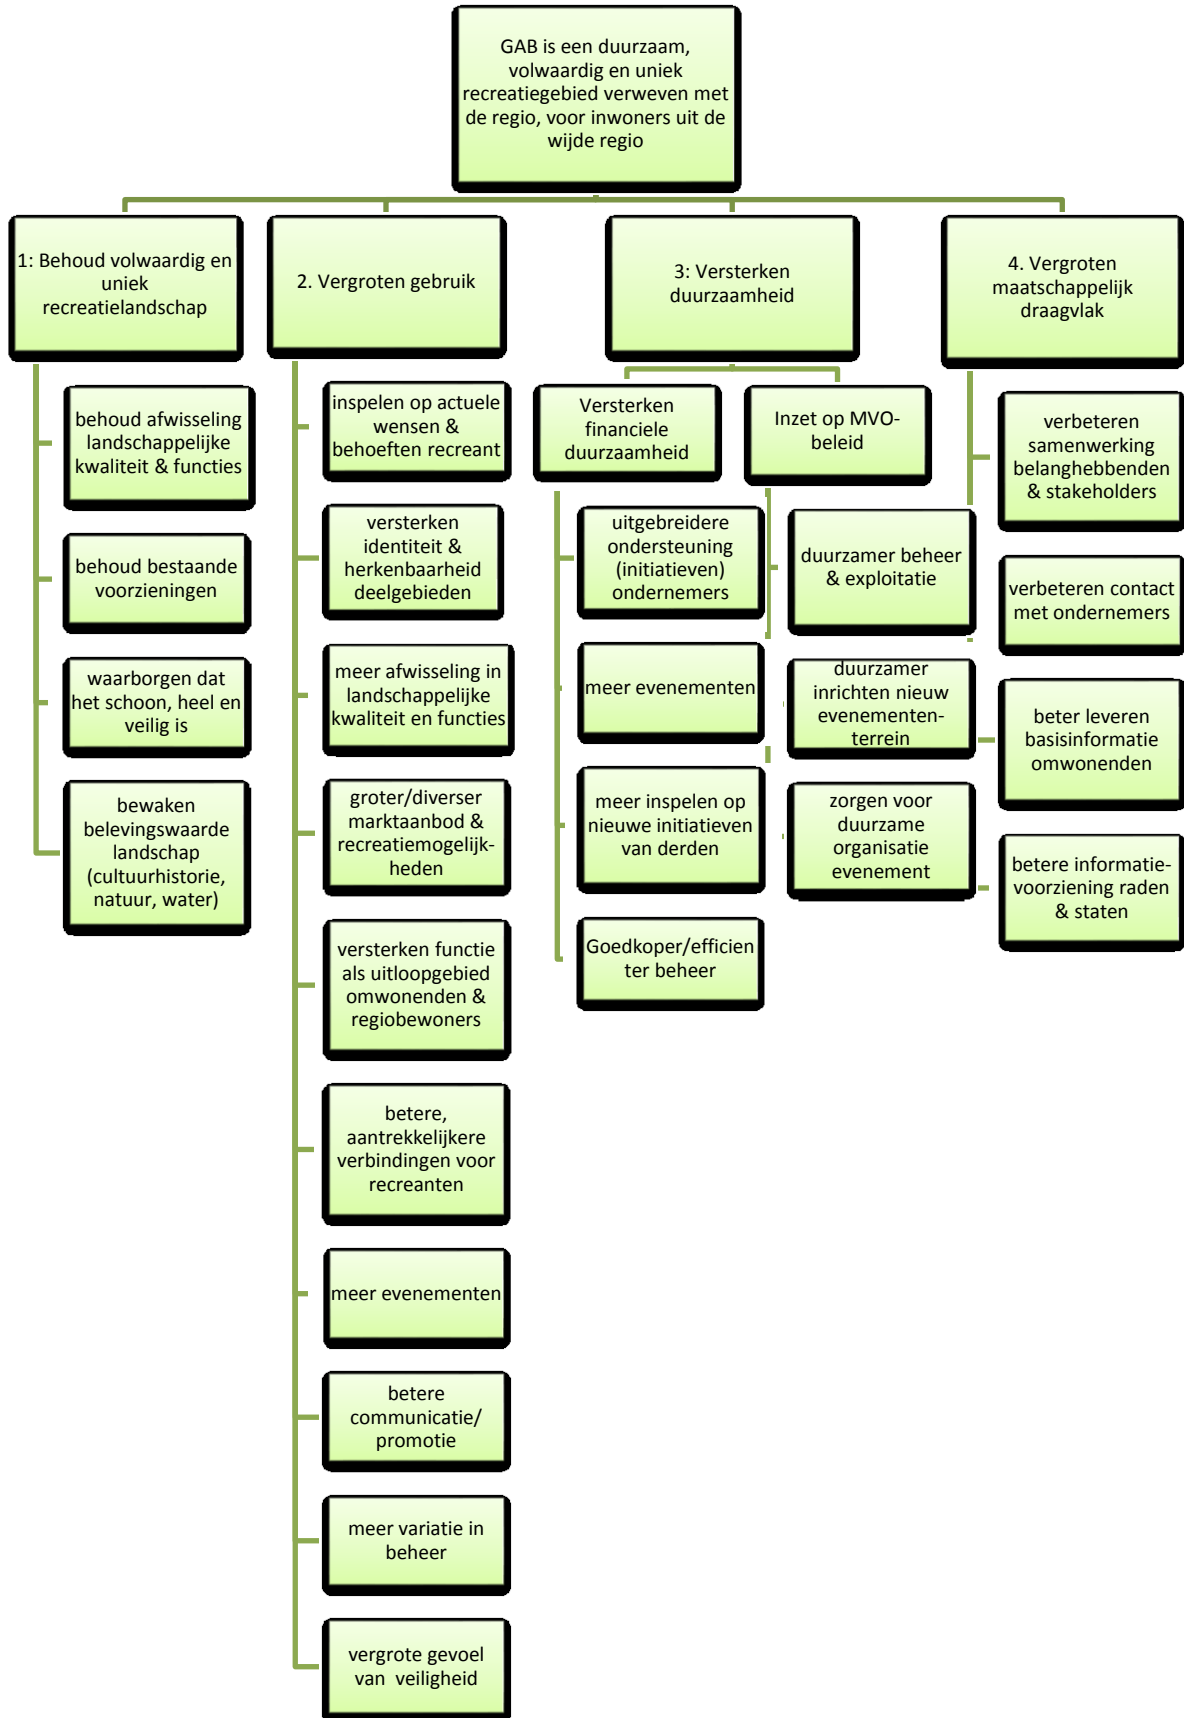 GAB is een duurzaam,
volwaardig en uniek
recreatiegebied verweven met
de regio, voor inwoners uit de
wijde regio
1: Behoud volwaardig en
uniek
recreatielandschap
behoud afwisseling
landschappelijke
kwaliteit & functies
behoud bestaande
voorzieningen
waarborgen dat
het schoon, heel en
veilig is
bewaken
belevingswaarde
landschap
(cultuurhistorie,
natuur, water)
2. Vergroten gebruik
inspelen op actuele
wensen &
behoeften recreant
versterken
identiteit &
herkenbaarheid
deelgebieden
meer afwisseling in
landschappelijke
kwaliteit en functies
groter/diverser
marktaanbod &
recreatiemogelijk-
heden
versterken functie
als uitloopgebied
omwonenden &
regiobewoners
betere,
aantrekkelijkere
verbindingen voor
recreanten
meer evenementen
betere
communicatie/
promotie
meer variatie in
beheer
vergrote gevoel
van veiligheid
3: Versterken
duurzaamheid
Versterken
financiele
duurzaamheid
uitgebreidere
ondersteuning
(initiatieven)
ondernemers
meer evenementen
meer inspelen op
nieuwe initiatieven
van derden
Goedkoper/efficien
ter beheer
Inzet op MVO-
beleid
duurzamer beheer
& exploitatie
duurzamer
inrichten nieuw
evenementen-
terrein
zorgen voor
duurzame
organisatie
evenement
4. Vergroten
maatschappelijk
draagvlak
verbeteren
samenwerking
belanghebbenden
& stakeholders
verbeteren contact
met ondernemers
beter leveren
basisinformatie
omwonenden
betere informatie-
voorziening raden
& staten